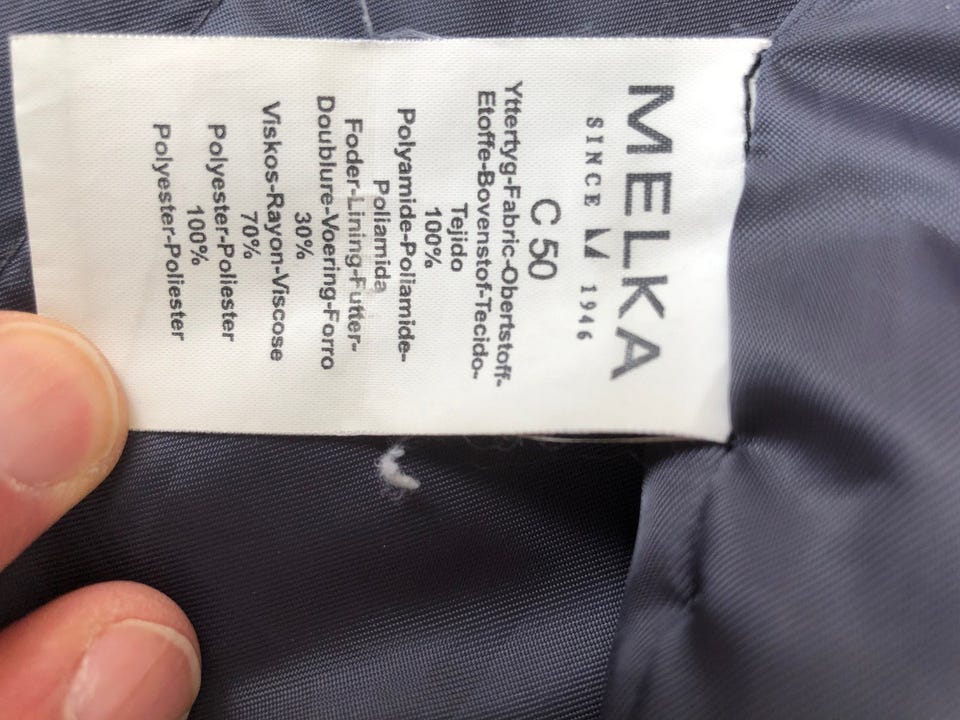 MELKA
SINCE M 1946
C 50
Yttertyg-Fabric-Obertstoff-
Etoffe-Bovenstof-Tecido-
Tejido
100%
Polyamide-Poliamide-
Poliamida
Foder-Lining-Futter-
Doublure-Voering-Forro
30%
Viskos-Rayon-Viscose
70%
Polyester-Poliester
100%
Polyester-Poliester